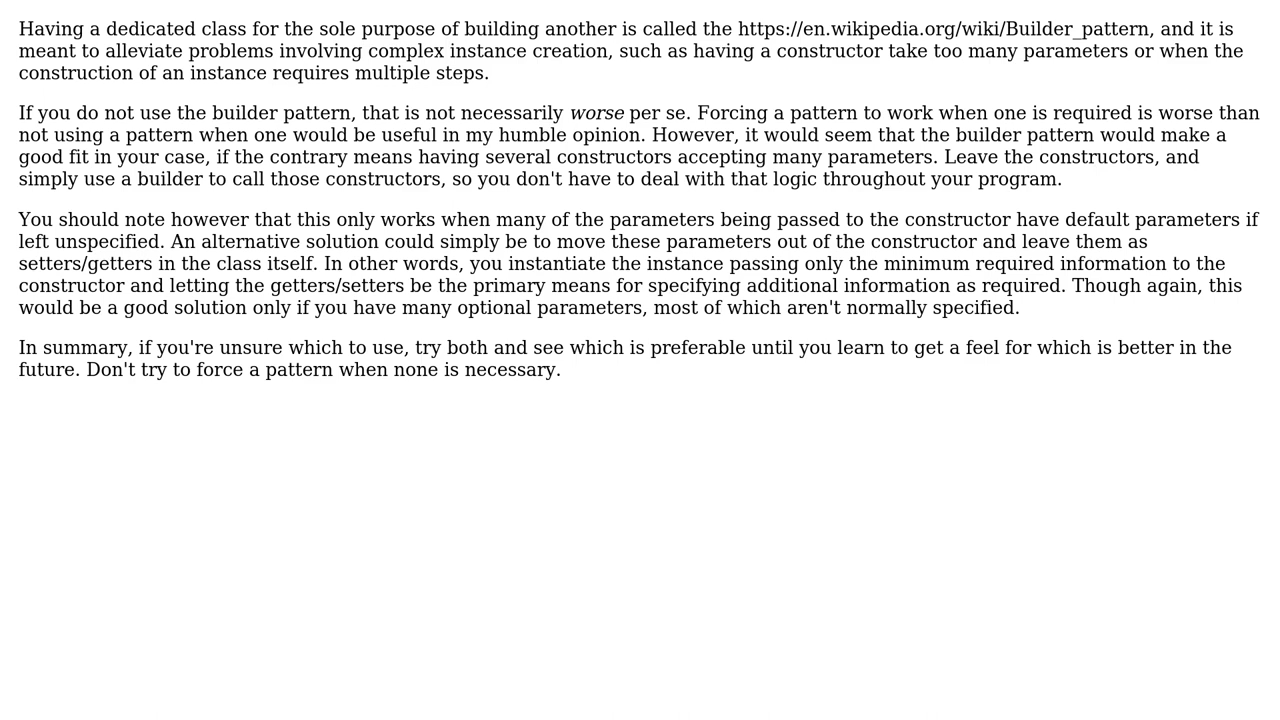 Having a dedicated class for the sole purpose of building another is called the https://en.wikipedia.org/wiki/Builder_pattern, and it is
meant to alleviate problems involving complex instance creation, such as having a constructor take too many parameters or when the
construction of an instance requires multiple steps.
If you do not use the builder pattern, that is not necessarily worse per se. Forcing a pattern to work when one is required is worse than
not using a pattern when one would be useful in my humble opinion. However, it would seem that the builder pattern would make a
good fit in your case, if the contrary means having several constructors accepting many parameters. Leave the constructors, and
simply use a builder to call those constructors, so you don't have to deal with that logic throughout your program.
You should note however that this only works when many of the parameters being passed to the constructor have default parameters if
left unspecified. An alternative solution could simply be to move these parameters out of the constructor and leave them as
setters/getters in the class itself. In other words, you instantiate the instance passing only the minimum required information to the
constructor and letting the getters/setters be the primary means for specifying additional information as required. Though again, this
would be a good solution only if you have many optional parameters, most of which aren't normally specified.
In summary, if you're unsure which to use, try both and see which is preferable until you learn to get a feel for which is better in the
future. Don't try to force a pattern when none is necessary.